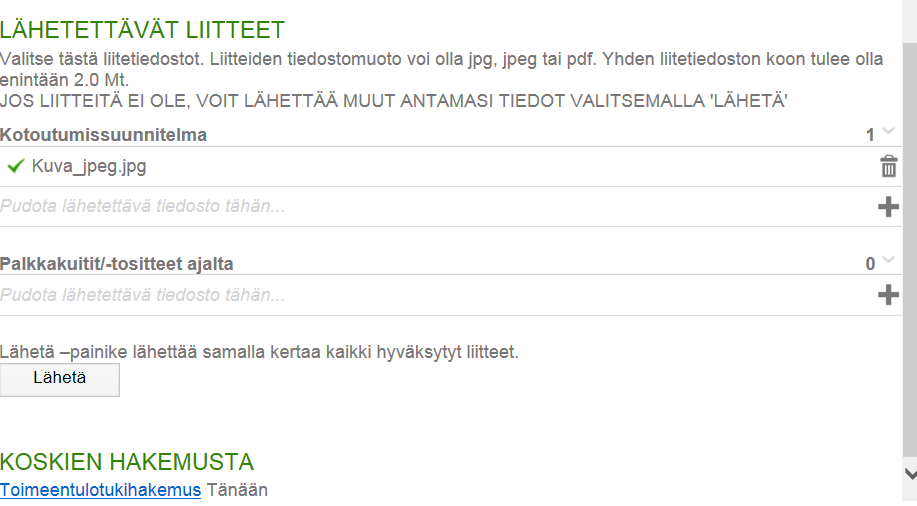 LÄHETETTÄVÄT LIITTEET
Valitse tästä liitetiedostot. Liitteiden tiedostomuoto voi olla jpg, jpeg tai pdf. Yhden liitetiedoston koon tulee olla
enintään 2.0 Mt.
JOS LIITTEITÄ EI OLE, VOIT LÄHETTÄÄ MUUT ANTAMASI TIEDOT VALITSEMALLA 'LÄHETÄ'
Kotoutumissuunnitelma 1
Kuva_jpeg.jpg
Pudota lähetettävä tiedosto tähän...
Palkkakuitit/-tositteet ajalta 0
Pudota lähetettävä tiedosto tähän...
Lähetä –painike lähettää samalla kertaa kaikki hyväksytyt liitteet.
Lähetä
KOSKIEN HAKEMUSTA
Toimeentulotukihakemus Tänään